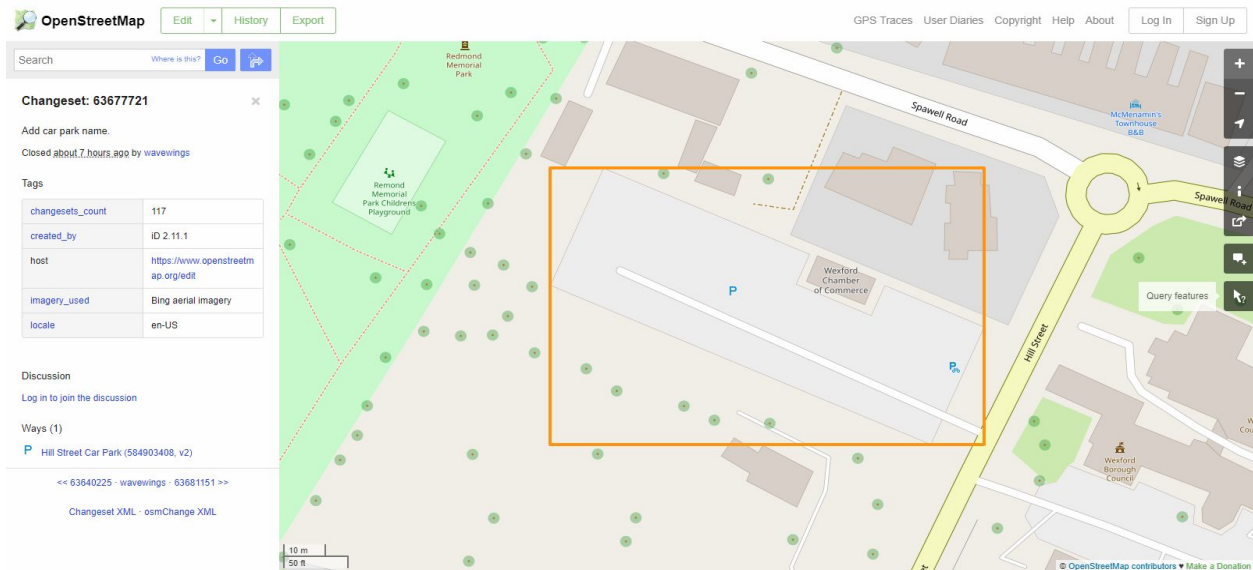 OpenStreetMap
Edit
History
Export
GPS Traces
User Diaries
Copyright
Help
About
Log In
Sign Up
Search
Where is this?
Go
Changeset: 63677721
×
Add car park name.
Closed about 7 hours ago by wavewings
Tags
changesets_count 117
created_by iD 2.11.1
host https://www.openstreetm
ap.org/edit
imagery_used Bing aerial imagery
locale en-US
Discussion
Log in to join the discussion
Ways (1)
P Hill Street Car Park (584903408, v2)
<< 63640225 · wavewings · 63681151 >>
Changeset XML · osmChange XML
Redmond
Memorial
Park
Remond
Memorial
Park Childrens
Playground
Spawell Road
McMenamin's
Townhouse
B&B
Spawell Road
Wexford
Chamber
of Commerce
P
P
Query features
Hill Street
Wexford
Borough
Council
10 m
50 ft
© OpenStreetMap contributors ♥ Make a Donation